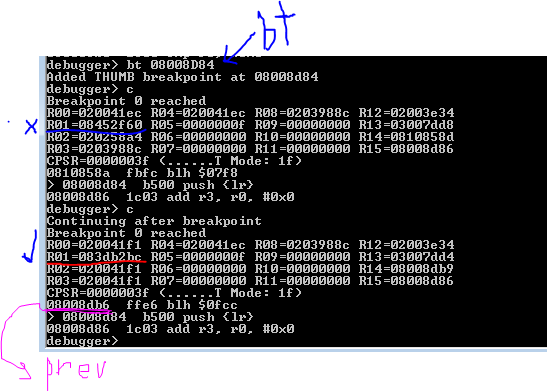 bt
debugger> bt 08008D84
Added THUMB breakpoint at 08008d84
debugger> c
Breakpoint 0 reached
R00=020041ec R04=020041ec R08=0203988c R12=02003e34
x
R01=08452f60 R05=0000000f R09=00000000 R13=03007dd8
R02=020258a4 R06=00000000 R10=00000000 R14=0810858d
R03=0203988c R07=00000000 R11=00000000 R15=08008d86
CPSR=0000003f (......T Mode: 1f)
0810858a  fbfc blh $07f8
> 08008d84  b500 push {lr}
08008d86  1c03 add r3, r0, #0x0
debugger> c
Continuing after breakpoint
Breakpoint 0 reached
R00=020041f1 R04=020041ec R08=0203988c R12=02003e34
R01=083db2bc R05=0000000f R09=00000000 R13=03007dd4
R02=020041f1 R06=00000000 R10=00000000 R14=08008db9
R03=020041f1 R07=00000000 R11=00000000 R15=08008d86
CPSR=0000003f (......T Mode: 1f)
08008db6  ffe6 blh $0fcc
> 08008d84  b500 push {lr}
08008d86  1c03 add r3, r0, #0x0
debugger>
prev